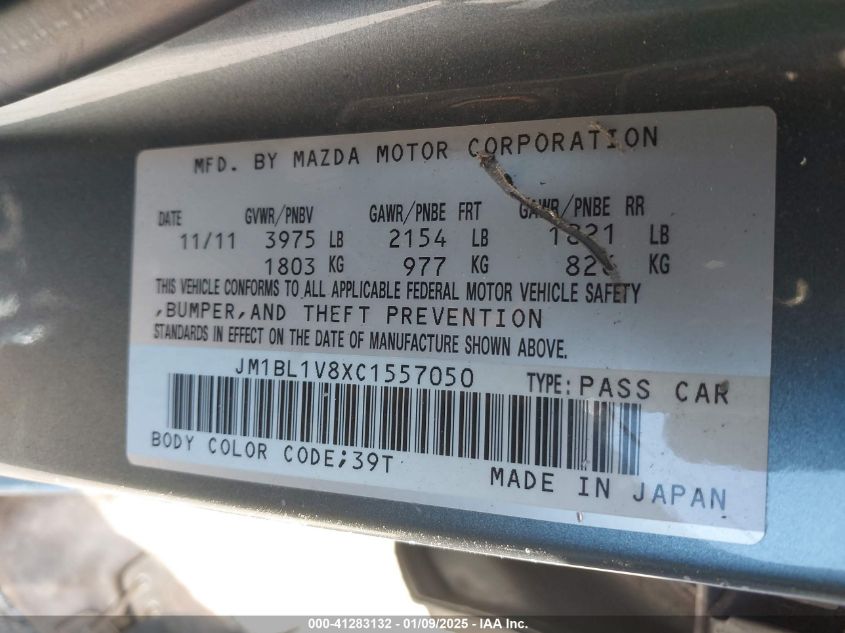 MFD. BY MAZDA MOTOR CORPORATION
DATE GVWR/PNBV GAWR/PNBE FRT GAWR/PNBE RR
11/11 3975 LB 2154 LB 1821 LB
1803 KG 977 KG KG
THIS VEHICLE CONFORMS TO ALL APPLICABLE FEDERAL MOTOR VEHICLE SAFETY
,BUMPER,AND THEFT PREVENTION
STANDARDS IN EFFECT ON THE DATE OF MANUFACTURE SHOWN ABOVE.
JM1BL1V8XC1557050 TYPE: PASS CAR
BODY COLOR CODE;39T
MADE IN JAPAN
000-41283132 - 01/09/2025 - IAA Inc.